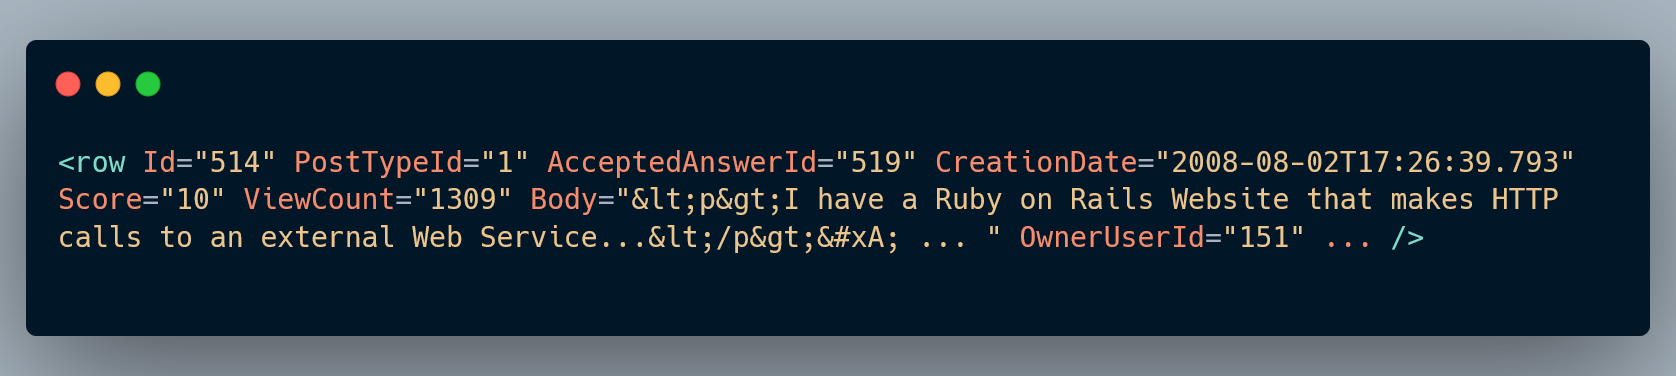 <row Id="514" PostTypeId="1" AcceptedAnswerId="519" CreationDate="2008-08-02T17:26:39.793"
Score="10" ViewCount="1309" Body="&lt;p&gt;I have a Ruby on Rails Website that makes HTTP
calls to an external Web Service...&lt;/p&gt;&#xA; ... " OwnerUserId="151" ... />